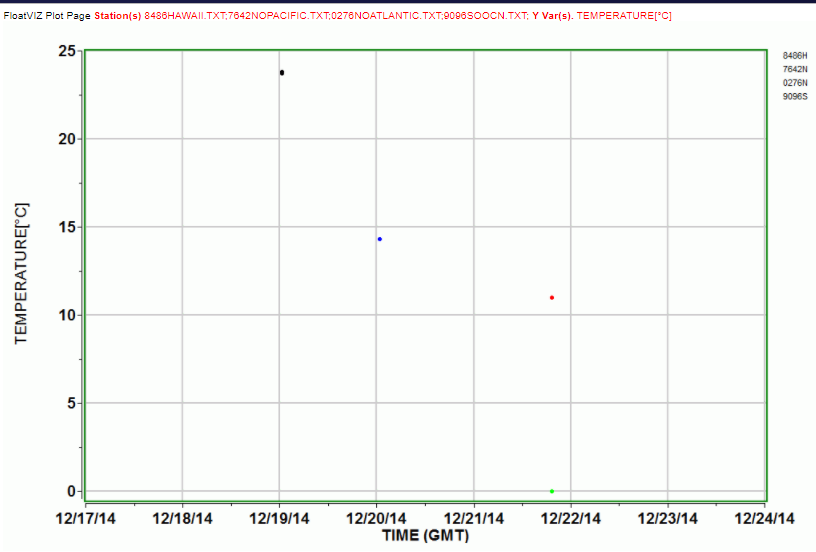 FloatVIZ Plot Page Station(s) 8486HAWAII.TXT;7642NOPACIFIC.TXT;0276NOATLANTIC.TXT;9096SOOCN.TXT; Y Var(s). TEMPERATURE[°C]
25
8486H
7642N
0276N
9096S
20
15
TEMPERATURE[°C]
10
5
0
12/17/14 12/18/14 12/19/14 12/20/14 12/21/14 12/22/14 12/23/14 12/24/14
TIME (GMT)